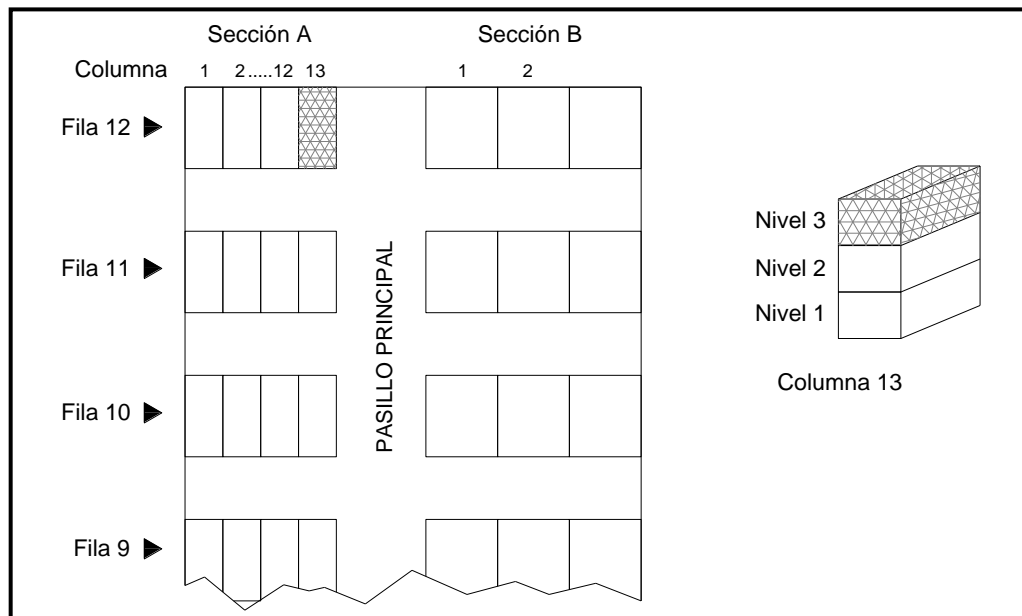 Sección A
Sección B
Columna 1 2.....12 13 1 2
Fila 12
Fila 11
Fila 10
Fila 9
PASILLO PRINCIPAL
Nivel 3
Nivel 2
Nivel 1
Columna 13